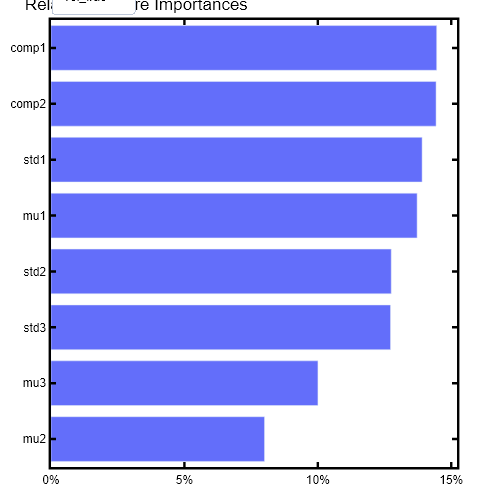 Rela re Importances
comp1
comp2
std1
mu1
std2
std3
mu3
mu2
0% 5% 10% 15%